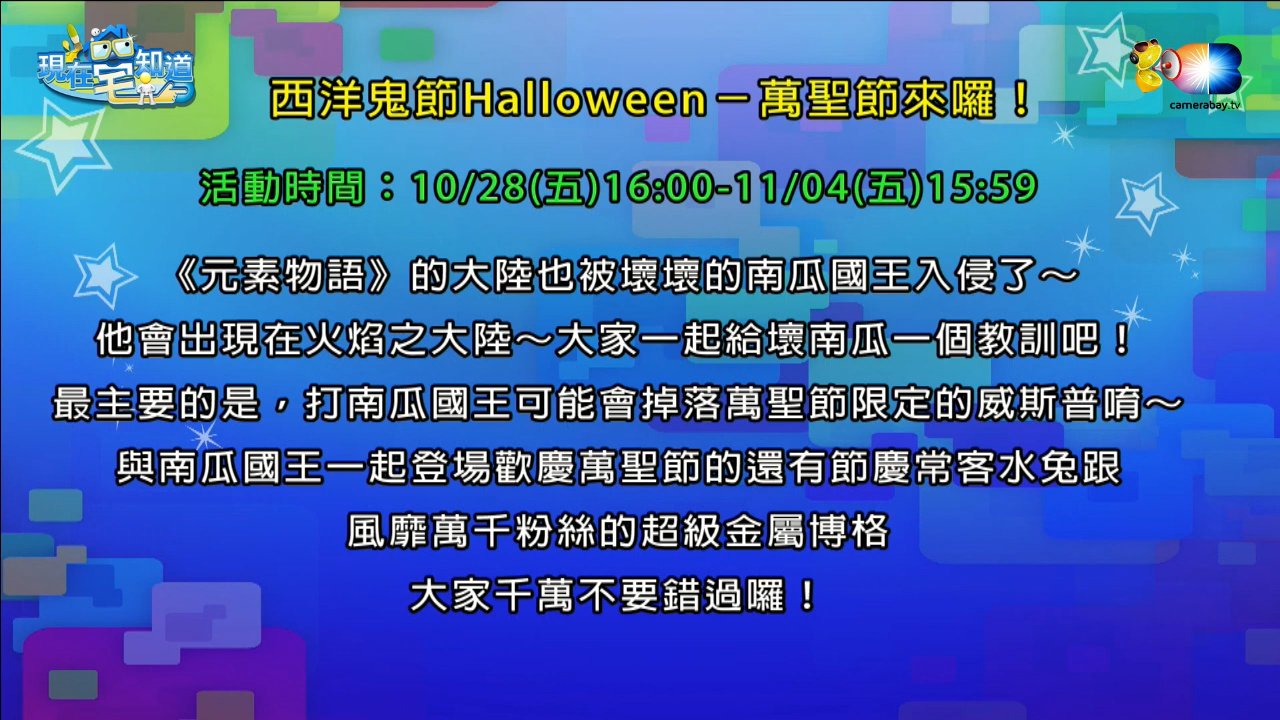 現在宅知道
camerabay.tv
西洋鬼節Halloween－萬聖節來囉！
活動時間：10/28(五)16:00-11/04(五)15:59
《元素物語》的大陸也被壞壞的南瓜國王入侵了～
他會出現在火焰之大陸～大家一起給壞南瓜一個教訓吧！
最主要的是，打南瓜國王可能會掉落萬聖節限定的威斯普唷～
與南瓜國王一起登場歡慶萬聖節的還有節慶常客水兔跟
風靡萬千粉絲的超級金屬博格
大家千萬不要錯過囉！